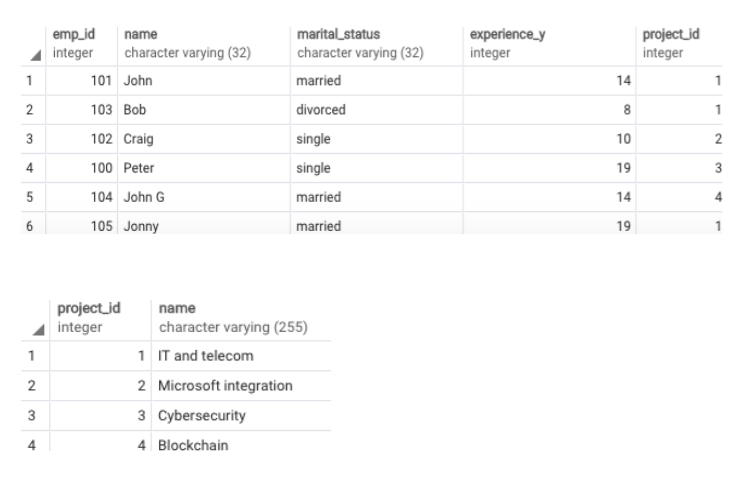 emp_id name marital_status experience_y project_id
integer character varying (32) character varying (32) integer integer
1 101 John married 14 1
2 103 Bob divorced 8 1
3 102 Craig single 10 2
4 100 Peter single 19 3
5 104 John G married 14 4
6 105 Jonny married 19 1
project_id name
integer character varying (255)
1 1 IT and telecom
2 2 Microsoft integration
3 3 Cybersecurity
4 4 Blockchain